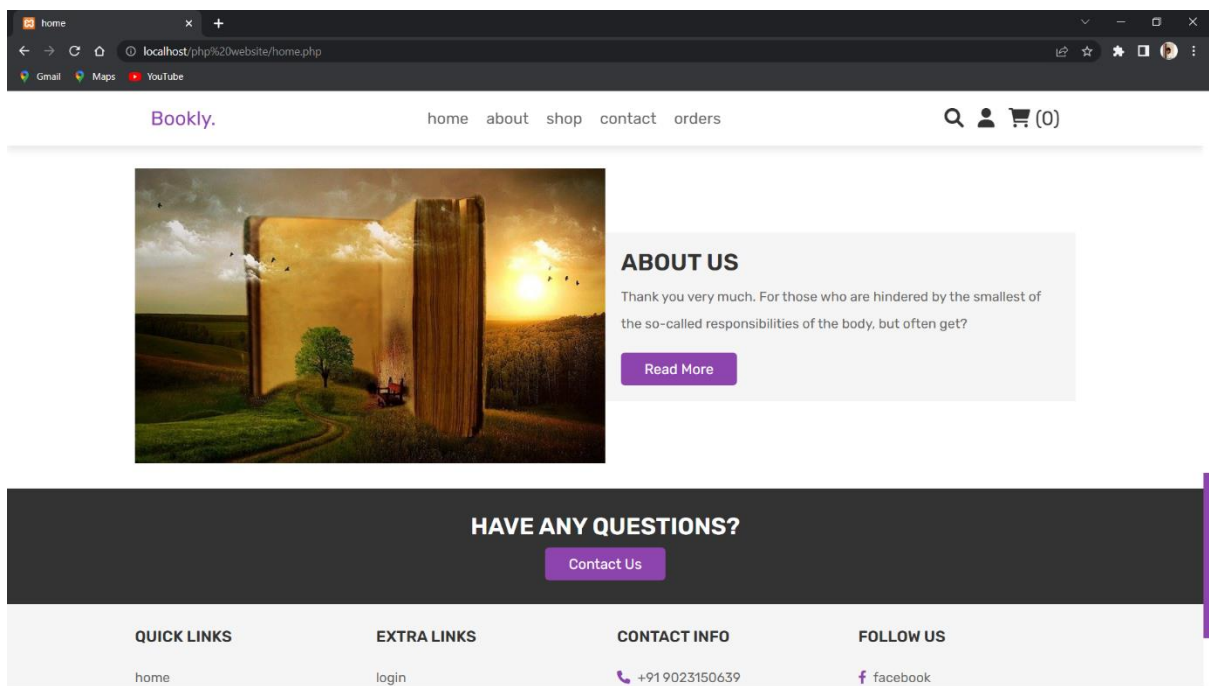 home
localhost/php%20website/home.php
Gmail Maps YouTube
Bookly. home about shop contact orders (0)
ABOUT US
Thank you very much. For those who are hindered by the smallest of
the so-called responsibilities of the body, but often get?
Read More
HAVE ANY QUESTIONS?
Contact Us
QUICK LINKS EXTRA LINKS CONTACT INFO FOLLOW US
home login +91 9023150639 facebook